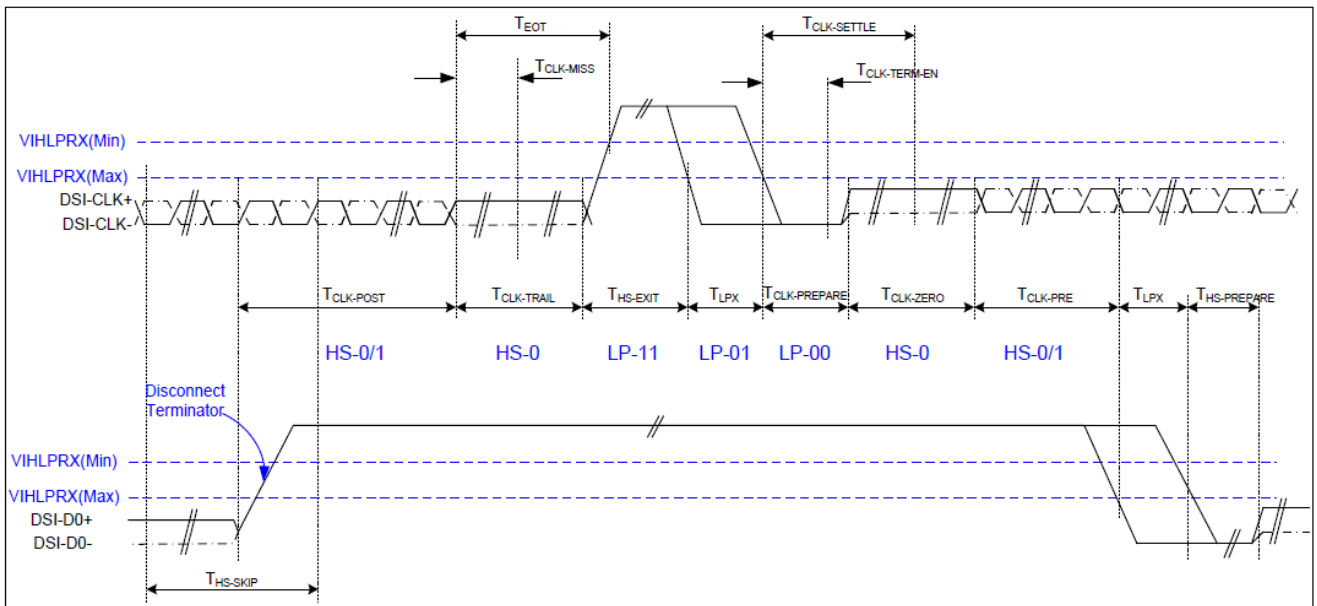 TEOT
TCLK-SETTLE
TCLK-MISS
TCLK-TERM-EN
VIHLPRX(Min)
VIHLPRX(Max)
DSI-CLK+
DSI-CLK-
TCLK-POST TCLK-TRAIL THS-EXIT TLPX TCLK-PREPARE TCLK-ZERO TCLK-PRE TLPX THS-PREPARE
HS-0/1 HS-0 LP-11 LP-01 LP-00 HS-0 HS-0/1
Disconnect
Terminator
VIHLPRX(Min)
VIHLPRX(Max)
DSI-D0+
DSI-D0-
THS-SKIP